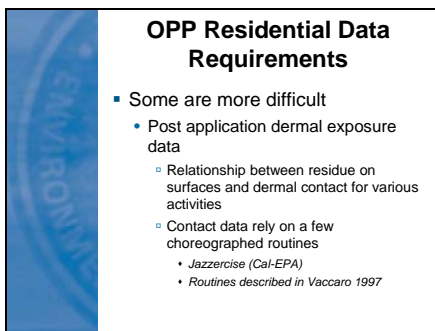 OPP Residential Data
Requirements
▪ Some are more difficult
• Post application dermal exposure
data
▫ Relationship between residue on
surfaces and dermal contact for various
activities
▫ Contact data rely on a few
choreographed routines
• Jazzercise (Cal-EPA)
• Routines described in Vaccaro 1997
ENVIRONME